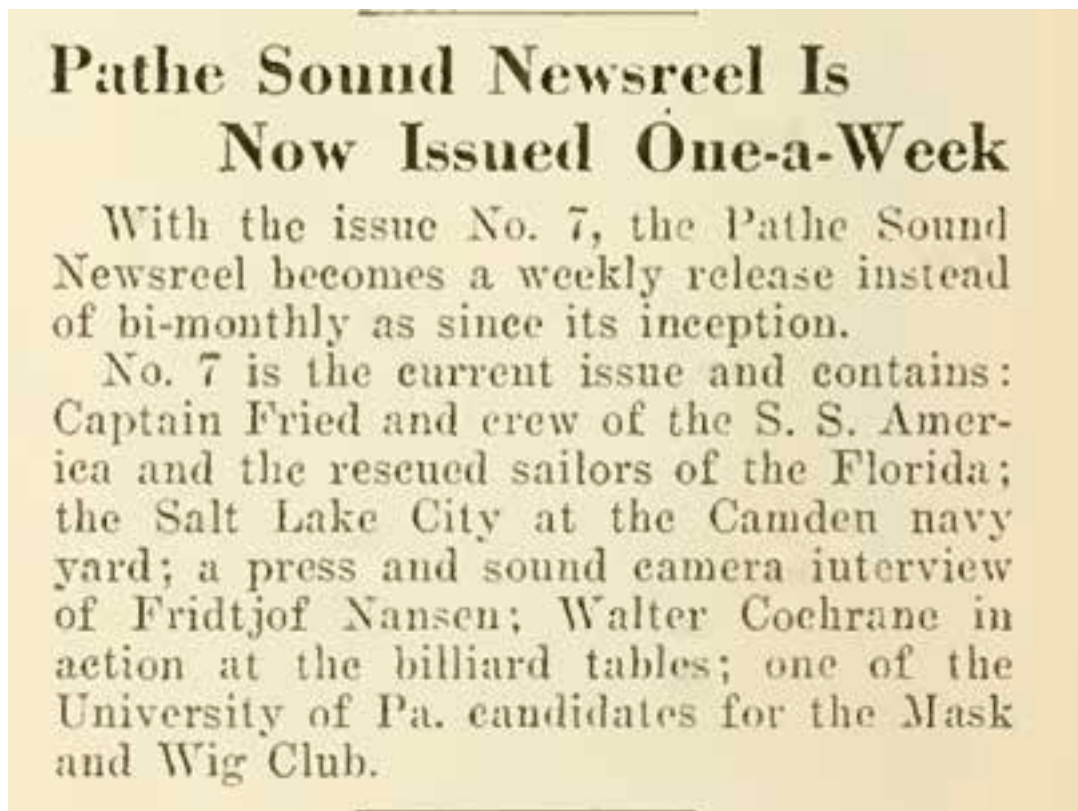 Pathe Sound Newsreel Is
Now Issued One-a-Week
With the issue No. 7, the Pathe Sound
Newsreel becomes a weekly release instead
of bi-monthly as since its inception.
No. 7 is the current issue and contains:
Captain Fried and crew of the S. S. Amer-
ica and the rescued sailors of the Florida;
the Salt Lake City at the Camden navy
yard; a press and sound camera interview
of Fridtjof Nansen; Walter Cochrane in
action at the billiard tables; one of the
University of Pa. candidates for the Mask
and Wig Club.